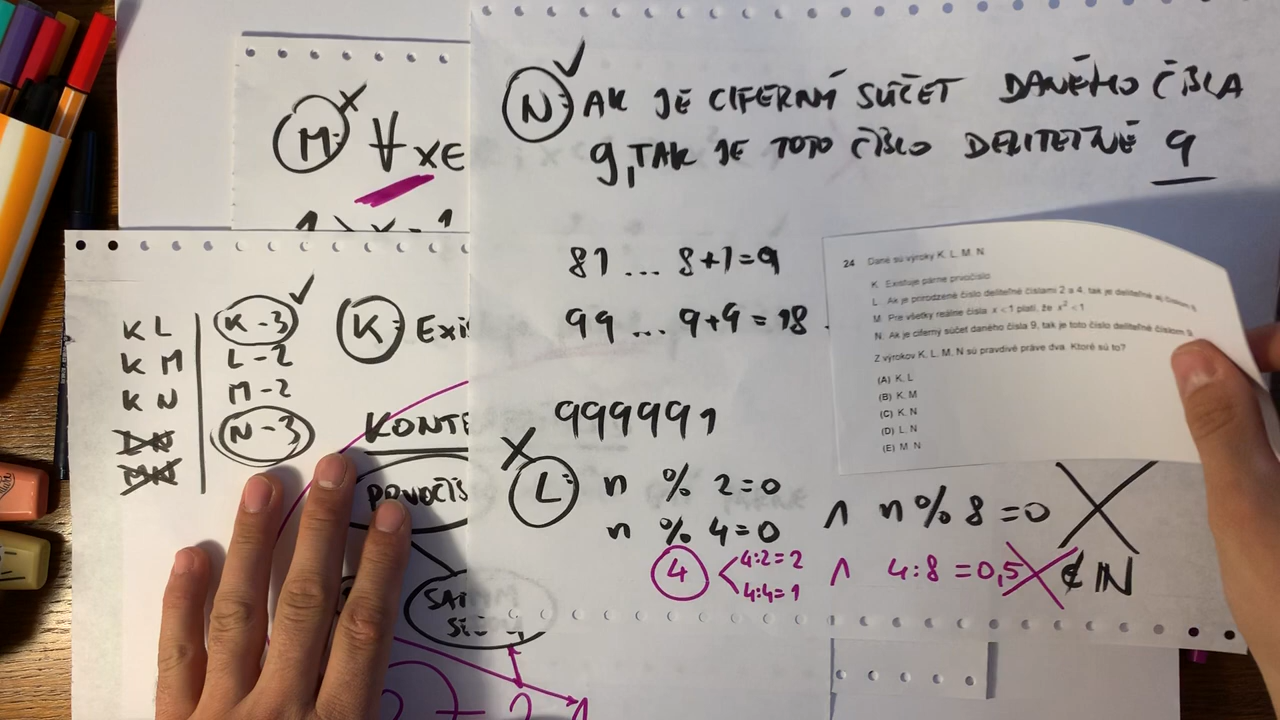 M:
∀ x∈
N: AK JE CIFERNÝ SÚČET DANÉHO ČÍSLA
9, TAK JE TOTO ČÍSLO DELITEĽNÉ 9
81 ... 8+1=9
99 ... 9+9=18
999991
L: n % 2=0
n % 4=0 ∧ n % 8 =0
4 4:2=2
4:4=1 ∧ 4:8 =0,5 ∉ IN
24 Dané sú výroky K, L, M, N
K Existuje párne prvočíslo
L Ak je prirodzené číslo deliteľné číslami 2 a 4, tak je deliteľné aj číslom 8
M Pre všetky reálne čísla x < 1 platí, že x² < 1
N Ak je ciferný súčet daného čísla 9, tak je toto číslo deliteľné číslom 9
Z výrokov K, L, M, N sú pravdivé práve dva. Ktoré sú to?
(A) K, L
(B) K, M
(C) K, N
(D) L, N
(E) M, N
K L
K M
K N
K-3
L-2
M-2
N-3
K: Exi
KONTE
PRVOČÍS